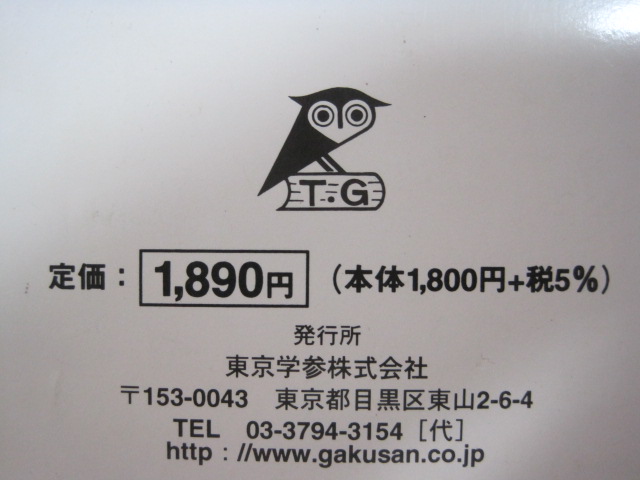 T・G
定価： 1,890円 （本体1,800円+税5％）
発行所
東京学参株式会社
〒153-0043 東京都目黒区東山2-6-4
TEL 03-3794-3154［代］
http：//www.gakusan.co.jp